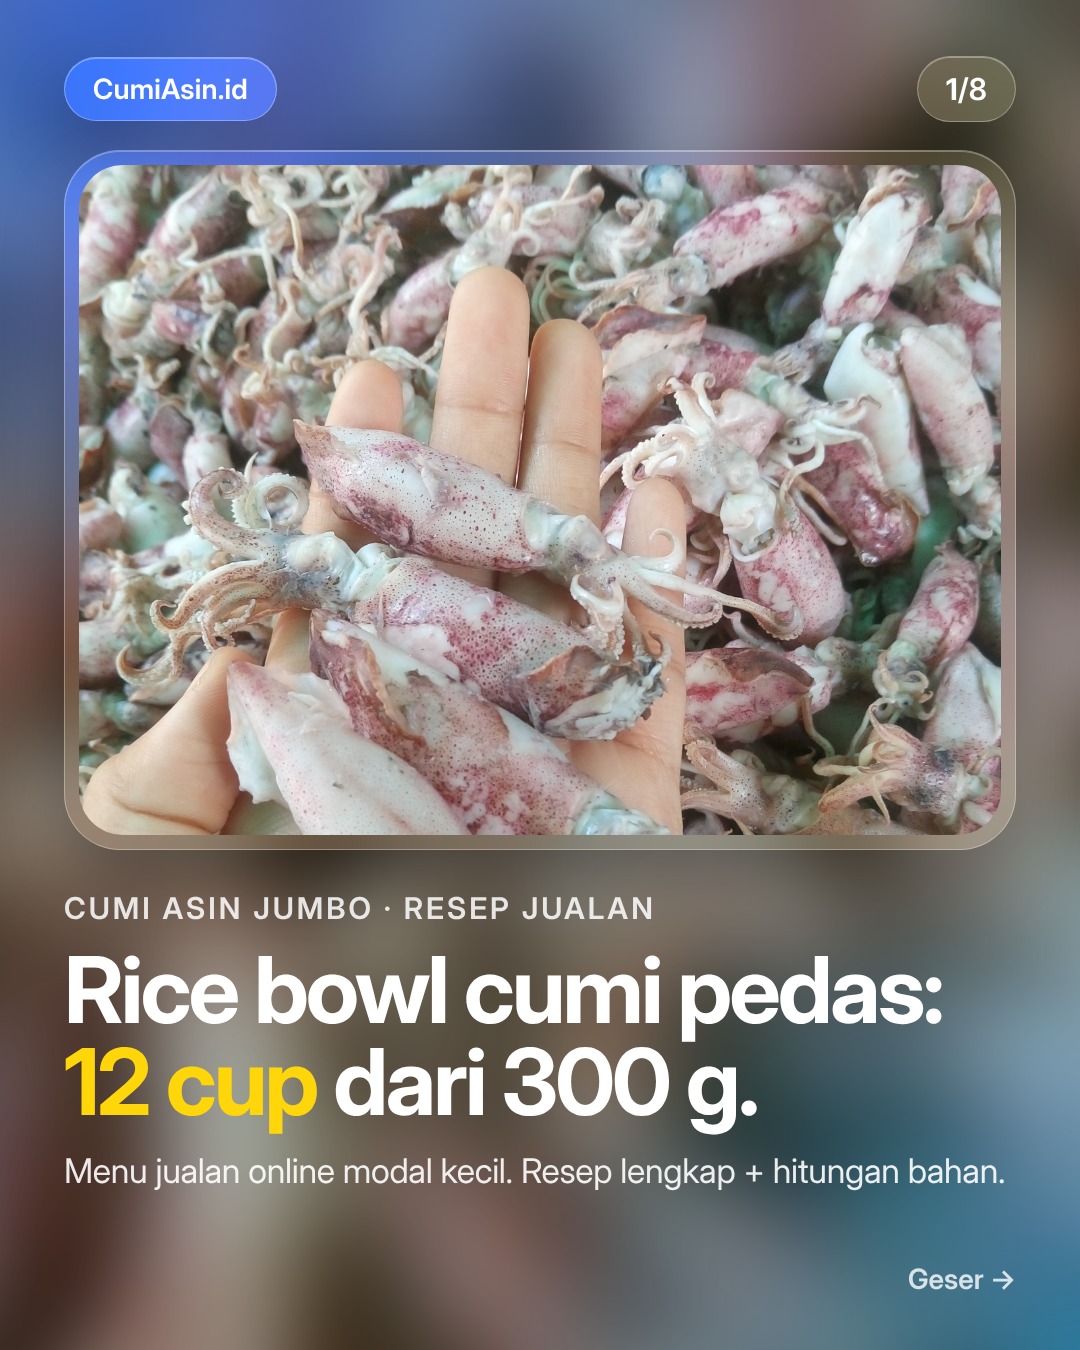 CumiAsin.id
1/8
CUMI ASIN JUMBO · RESEP JUALAN
Rice bowl cumi pedas:
12 cup dari 300 g.
Menu jualan online modal kecil. Resep lengkap + hitungan bahan.
Geser →